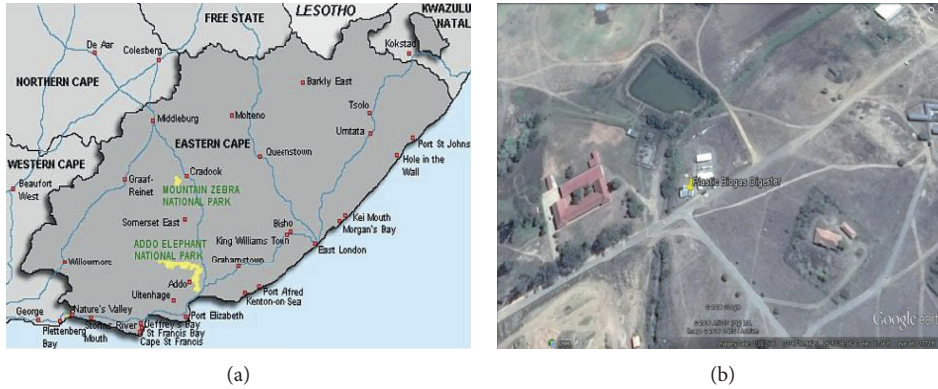 LESOTHO
KWAZULU
NATAL
FREE STATE
De Aar
Colesberg
Kokstad
NORTHERN CAPE
Barkly East
Middleburg
Molteno
Tsolo
Umtata
EASTERN CAPE
Port St Johns
WESTERN CAPE
Queenstown
Hole in the
Wall
Beaufort
West
Graaf-
Reinet
Cradock
MOUNTAIN ZEBRA
NATIONAL PARK
Somerset East
Bisho
Kei Mouth
Morgan's Bay
King Williams Town
ADDO ELEPHANT
NATIONAL PARK
East London
Willowmore
Grahamstown
Addo
Uitenhage
Port Alfred
Kenton-on Sea
George
Nature's Valley
Port Elizabeth
Plettenberg
Bay
Storms River
Mouth
Jeffrey's Bay
St Francis Bay
Cape St Francis
(a)
Plastic Biogas Digester
Google earth
(b)